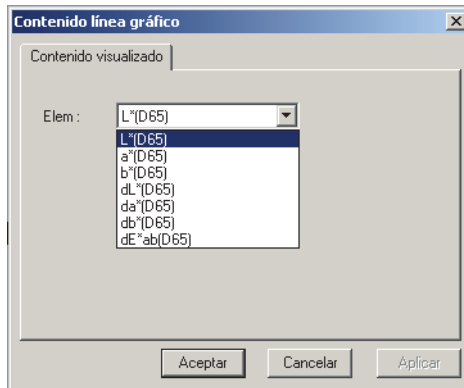 Contenido línea gráfico
Contenido visualizado
Elem :
L*(D65)
L*(D65)
a*(D65)
b*(D65)
dL*(D65)
da*(D65)
db*(D65)
dE*ab(D65)
Aceptar
Cancelar
Aplicar